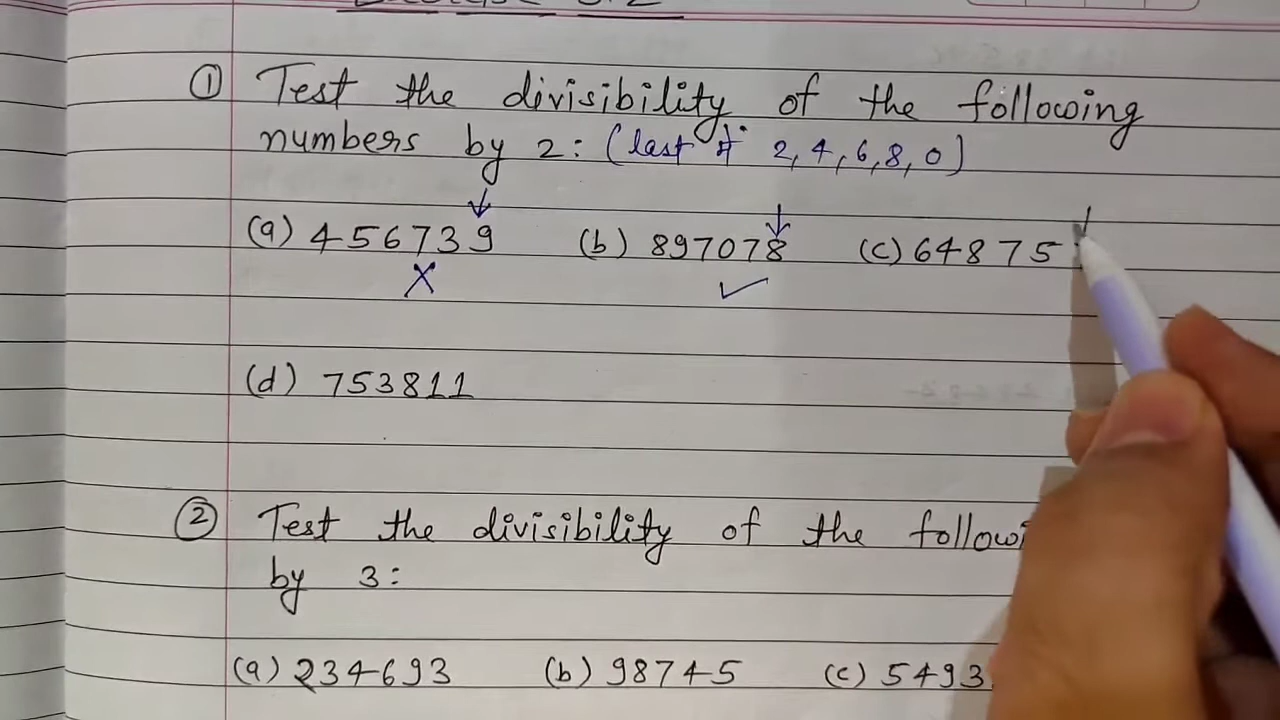 ① Test the divisibility of the following
numbers by 2: (last 2, 4, 6, 8, 0)
(a) 456739 (b) 897078 (c) 64875
(d) 753811
② Test the divisibility of the
by 3:
(a) 234693 (b) 98745 (c) 5493